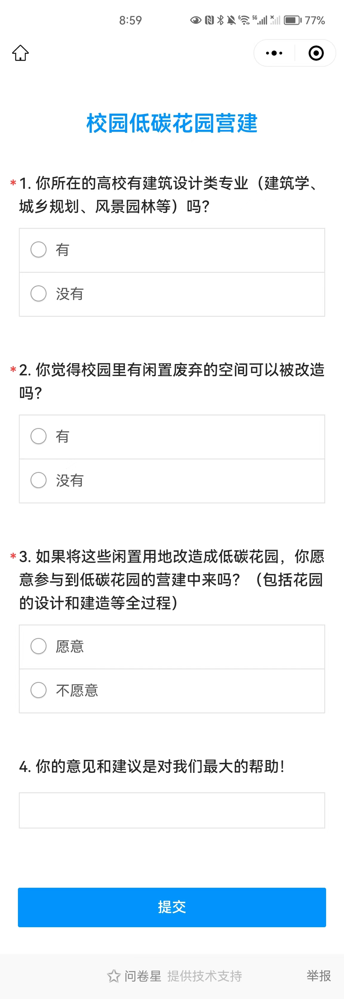 8:59
6
5G
77%
校园低碳花园营建
*1. 你所在的高校有建筑设计类专业（建筑学、
城乡规划、风景园林等）吗？
有
没有
*2. 你觉得校园里有闲置废弃的空间可以被改造
吗？
有
没有
*3. 如果将这些闲置用地改造成低碳花园，你愿
意参与到低碳花园的营建中来吗？（包括花园
的设计和建造等全过程）
愿意
不愿意
4. 你的意见和建议是对我们最大的帮助！
提交
问卷星 提供技术支持
举报